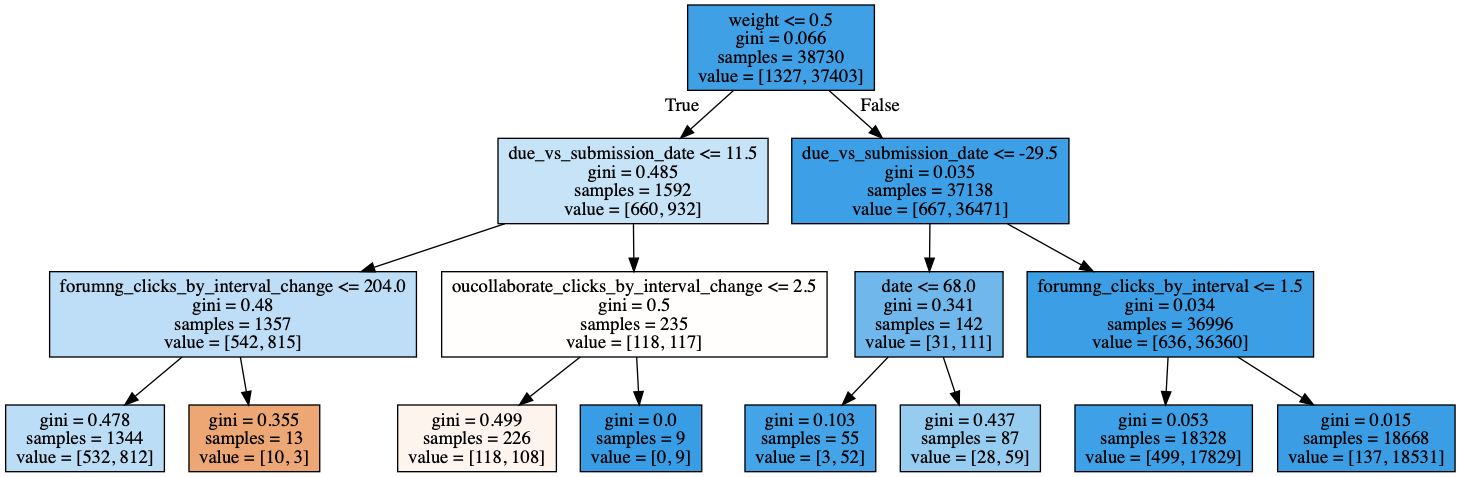 weight <= 0.5
gini = 0.066
samples = 38730
value = [1327, 37403]
True
False
due_vs_submission_date <= 11.5
gini = 0.485
samples = 1592
value = [660, 932]
due_vs_submission_date <= -29.5
gini = 0.035
samples = 37138
value = [667, 36471]
forumng_clicks_by_interval_change <= 204.0
gini = 0.48
samples = 1357
value = [542, 815]
oucollaborate_clicks_by_interval_change <= 2.5
gini = 0.5
samples = 235
value = [118, 117]
date <= 68.0
gini = 0.341
samples = 142
value = [31, 111]
forumng_clicks_by_interval <= 1.5
gini = 0.034
samples = 36996
value = [636, 36360]
gini = 0.478
samples = 1344
value = [532, 812]
gini = 0.355
samples = 13
value = [10, 3]
gini = 0.499
samples = 226
value = [118, 108]
gini = 0.0
samples = 9
value = [0, 9]
gini = 0.103
samples = 55
value = [3, 52]
gini = 0.437
samples = 87
value = [28, 59]
gini = 0.053
samples = 18328
value = [499, 17829]
gini = 0.015
samples = 18668
value = [137, 18531]